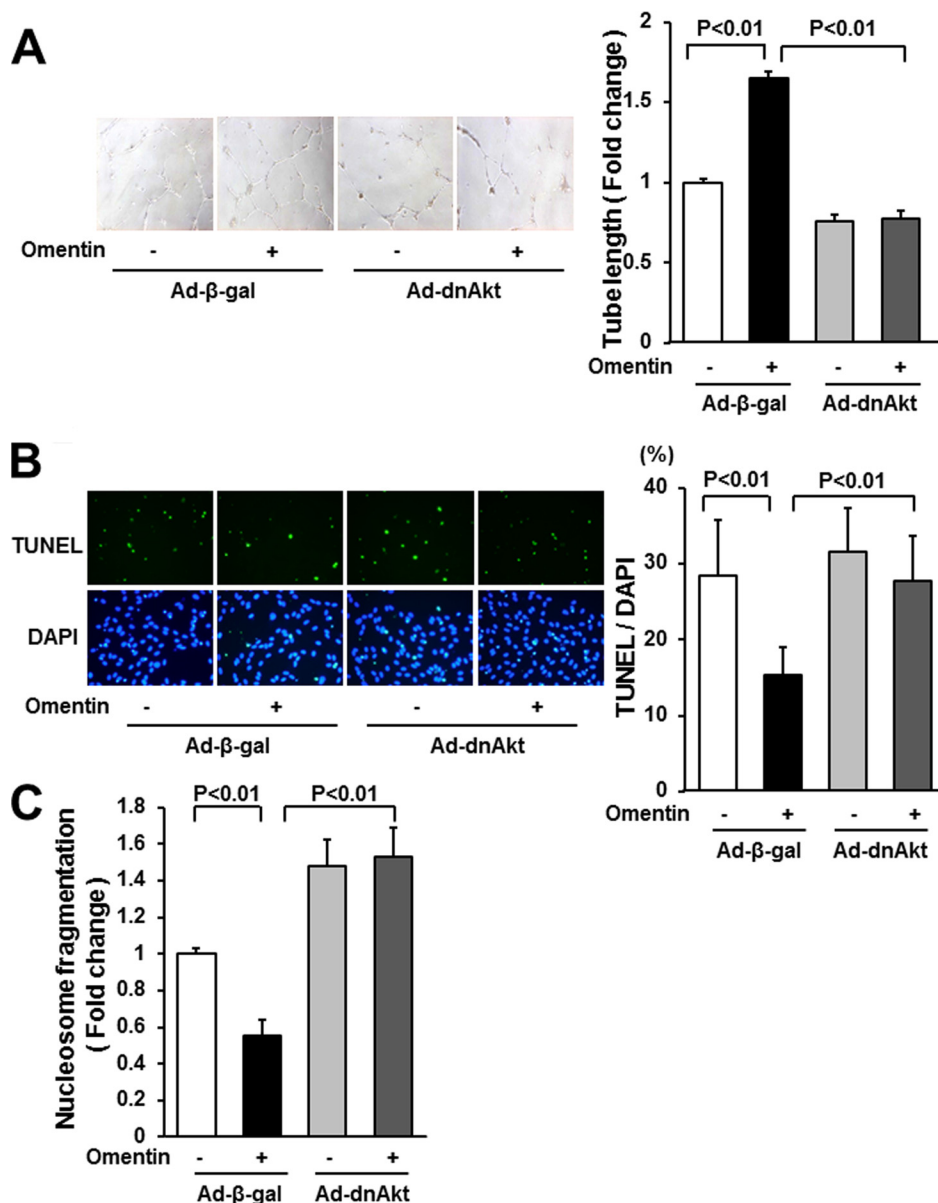 A
Omentin - + - +
Ad-β-gal Ad-dnAkt
P<0.01 P<0.01
Tube length ( Fold change)
2
1.5
1
0.5
0
Omentin - + - +
Ad-β-gal Ad-dnAkt
B
TUNEL
DAPI
Omentin - + - +
Ad-β-gal Ad-dnAkt
(%)
P<0.01 P<0.01
TUNEL / DAPI
40
30
20
10
0
Omentin - + - +
Ad-β-gal Ad-dnAkt
C
P<0.01 P<0.01
Nucleosome fragmentation
( Fold change)
1.8
1.6
1.4
1.2
1
0.8
0.6
0.4
0.2
0
Omentin - + - +
Ad-β-gal Ad-dnAkt